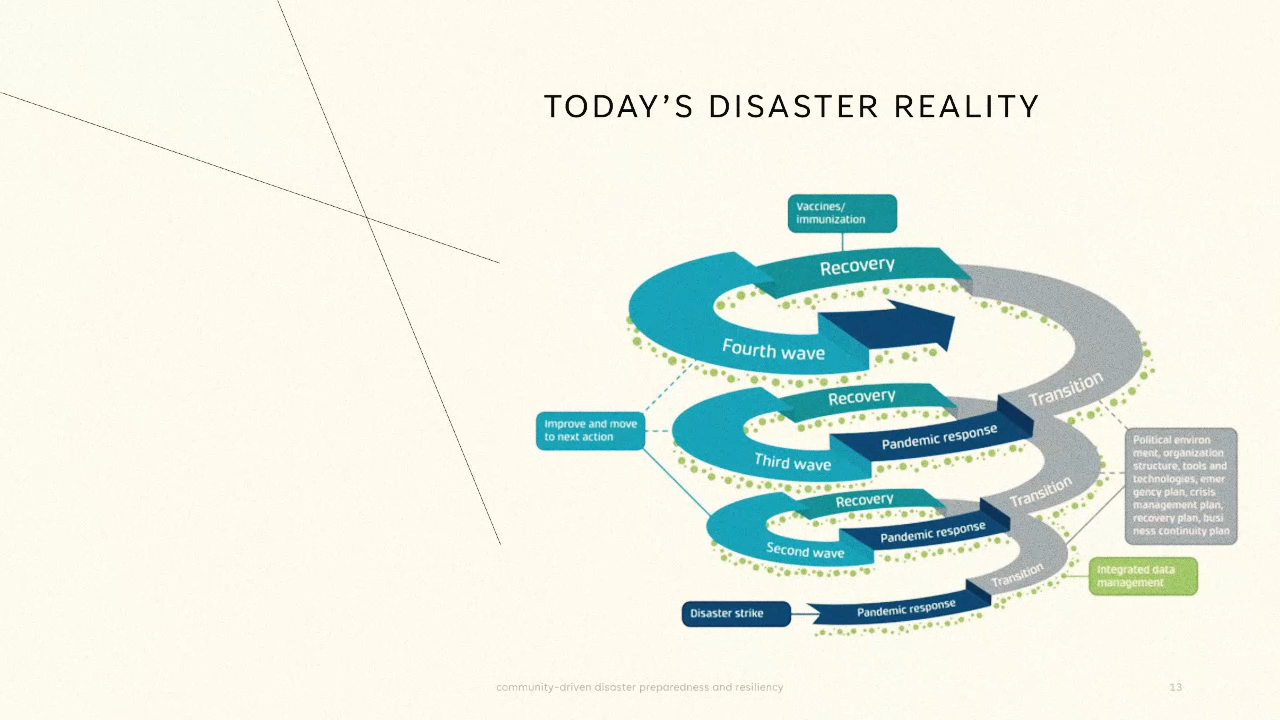 TODAY'S DISASTER REALITY
Vaccines/
immunization
Recovery
Fourth wave
Transition
Recovery
Improve and move
to next action
Pandemic response
Third wave
Political environ
ment, organization
structure, tools and
technologies, emer
gency plan, crisis
management plan,
recovery plan, busi
ness continuity plan
Transition
Recovery
Pandemic response
Second wave
Transition
Integrated data
management
Disaster strike
Pandemic response
community-driven disaster preparedness and resiliency
13